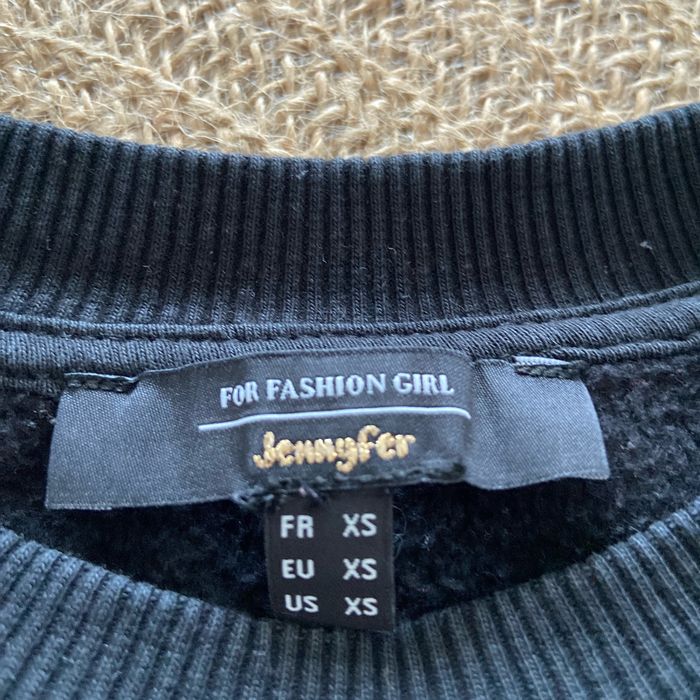 FOR FASHION GIRL
Jennyfer
FR XS
EU XS
US XS